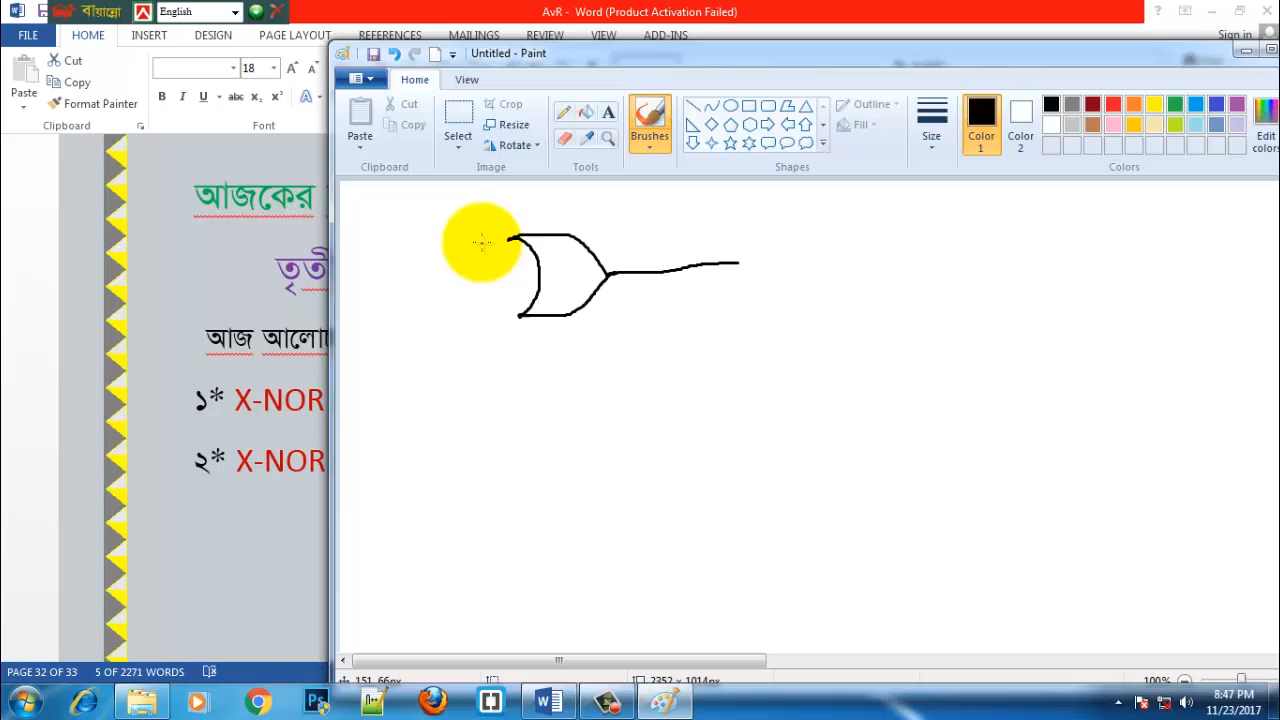 বায়ান্নো English AvR - Word (Product Activation Failed)
FILE HOME INSERT DESIGN PAGE LAYOUT REFERENCES MAILINGS REVIEW VIEW ADD-INS Sign in
Untitled - Paint
Home View
Cut
Copy
Format Painter
Paste
18
Clipboard
Font
Paste
Cut
Copy
Clipboard
Select
Crop
Resize
Rotate
Image
A
Tools
Brushes
Outline
Fill
Shapes
Size
Color 1
Color 2
Edit colors
Colors
আজকের
আজ
১* X-NOR
২* X-NOR
PAGE 32 OF 33 5 OF 2271 WORDS
151, 66px 2352 × 1014px 100%
8:47 PM
11/23/2017